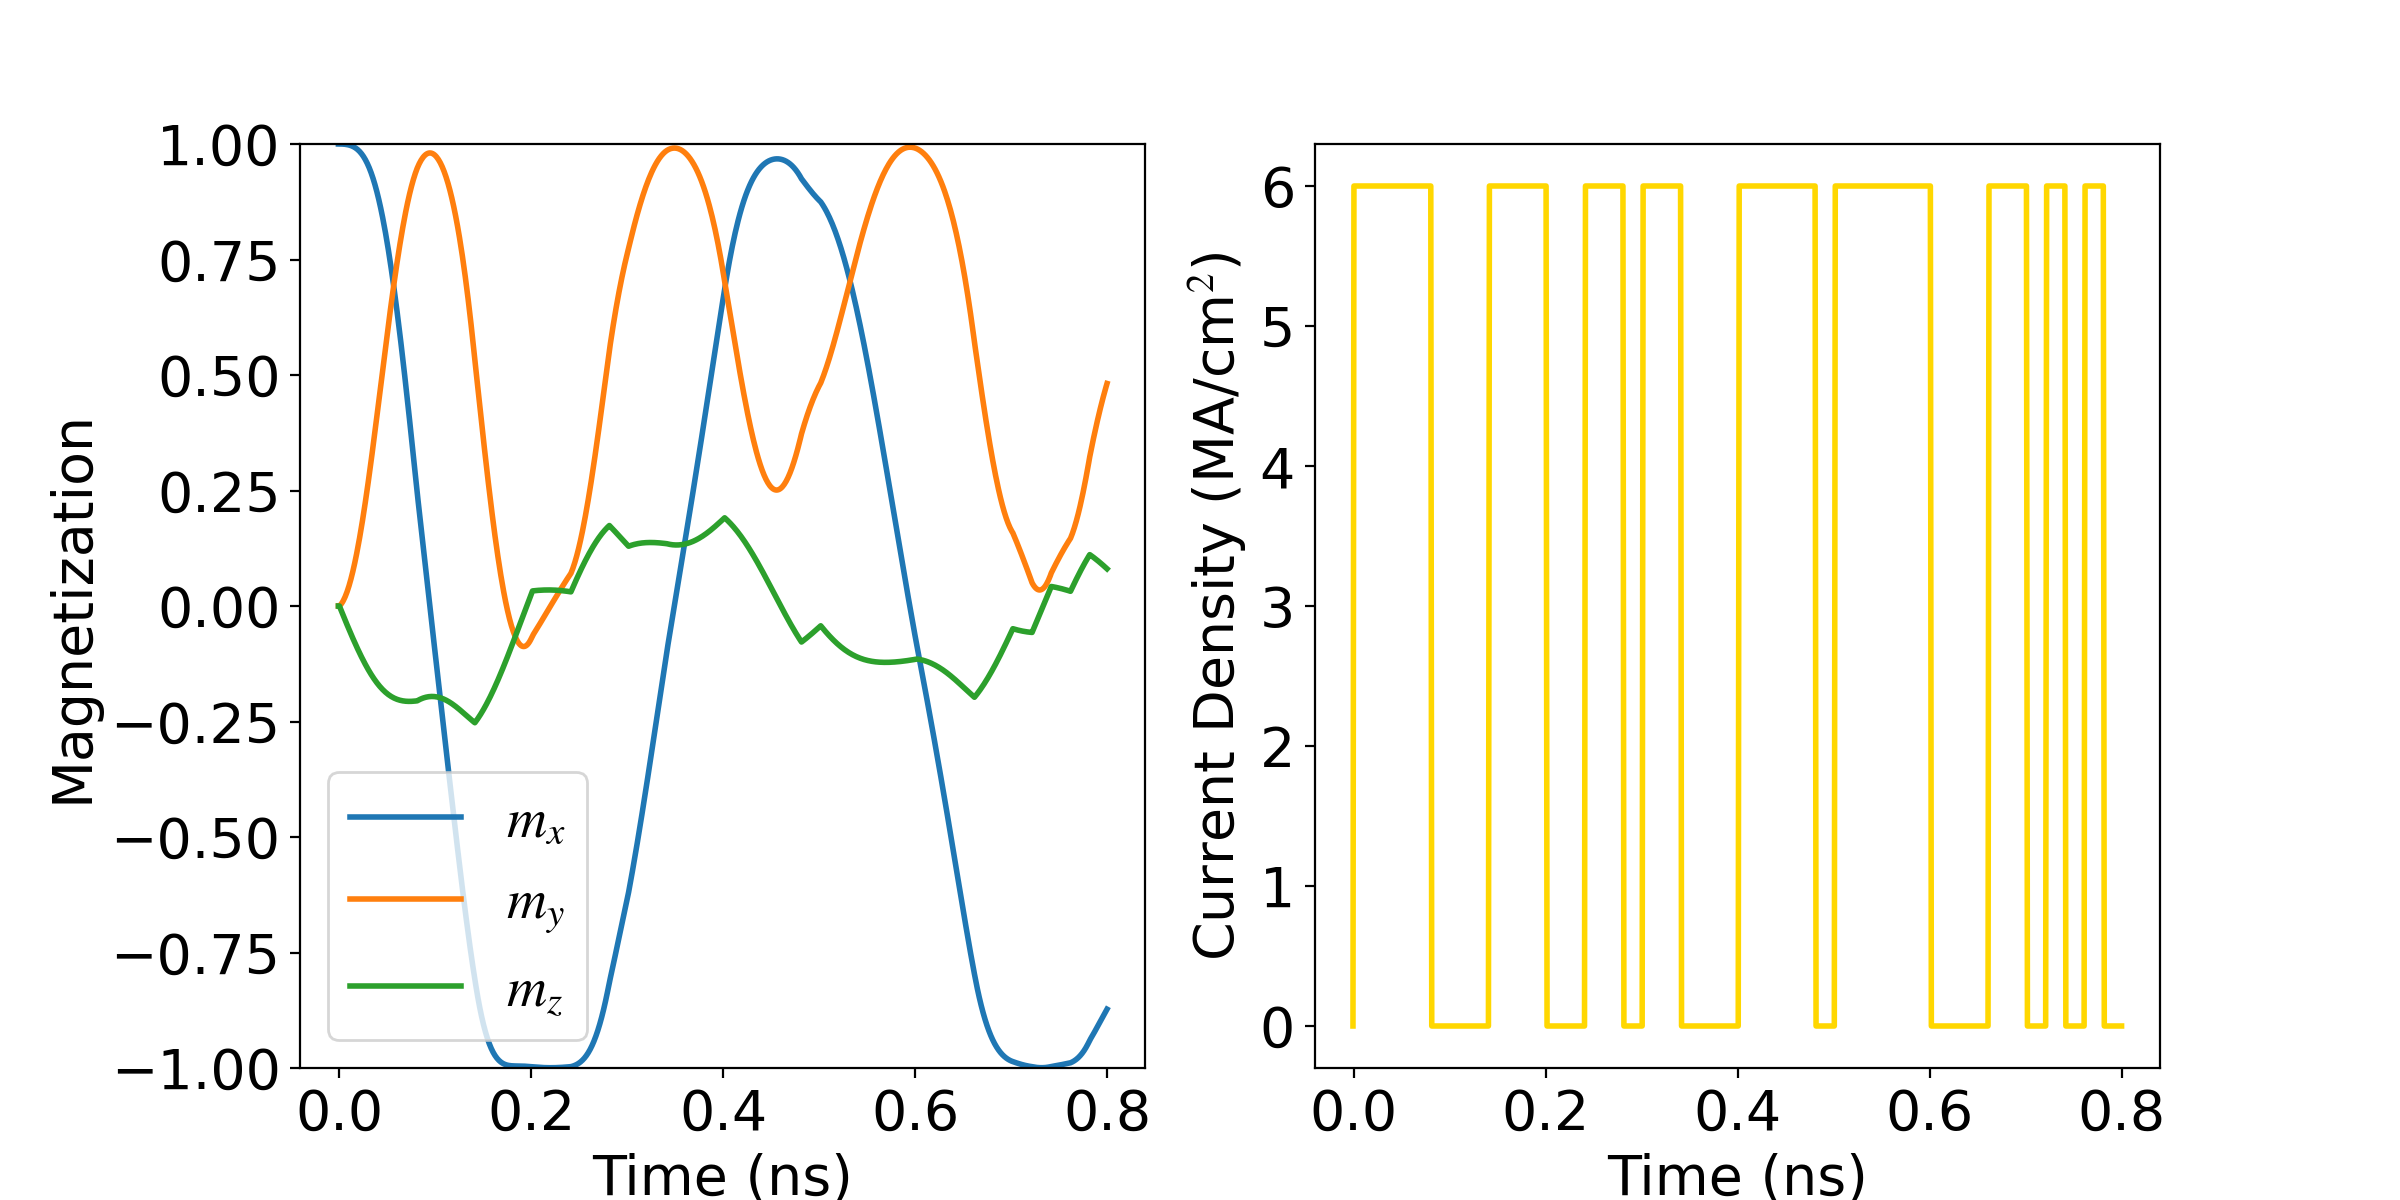 1.00
0.75
0.50
0.25
0.00
−0.25
−0.50
−0.75
−1.00
Magnetization
m_x
m_y
m_z
0.0 0.2 0.4 0.6 0.8
Time (ns)
6
5
4
3
2
1
0
Current Density (MA/cm²)
0.0 0.2 0.4 0.6 0.8
Time (ns)